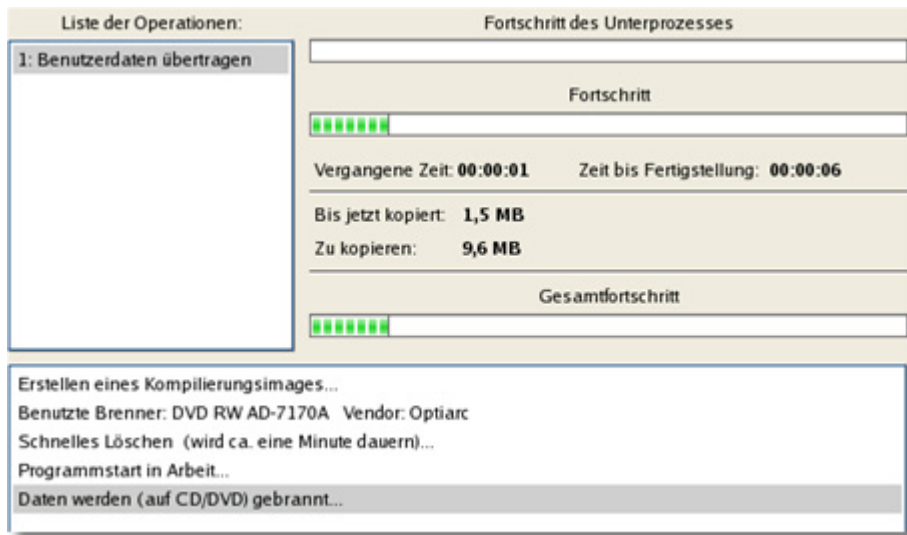 Liste der Operationen:
1: Benutzerdaten übertragen
Fortschritt des Unterprozesses
Fortschritt
Vergangene Zeit: 00:00:01 Zeit bis Fertigstellung: 00:00:06
Bis jetzt kopiert: 1,5 MB
Zu kopieren: 9,6 MB
Gesamtfortschritt
Erstellen eines Kompilierungsimages...
Benutzte Brenner: DVD RW AD-7170A Vendor: Optiarc
Schnelles Löschen (wird ca. eine Minute dauern)...
Programmstart in Arbeit...
Daten werden (auf CD/DVD) gebrannt...